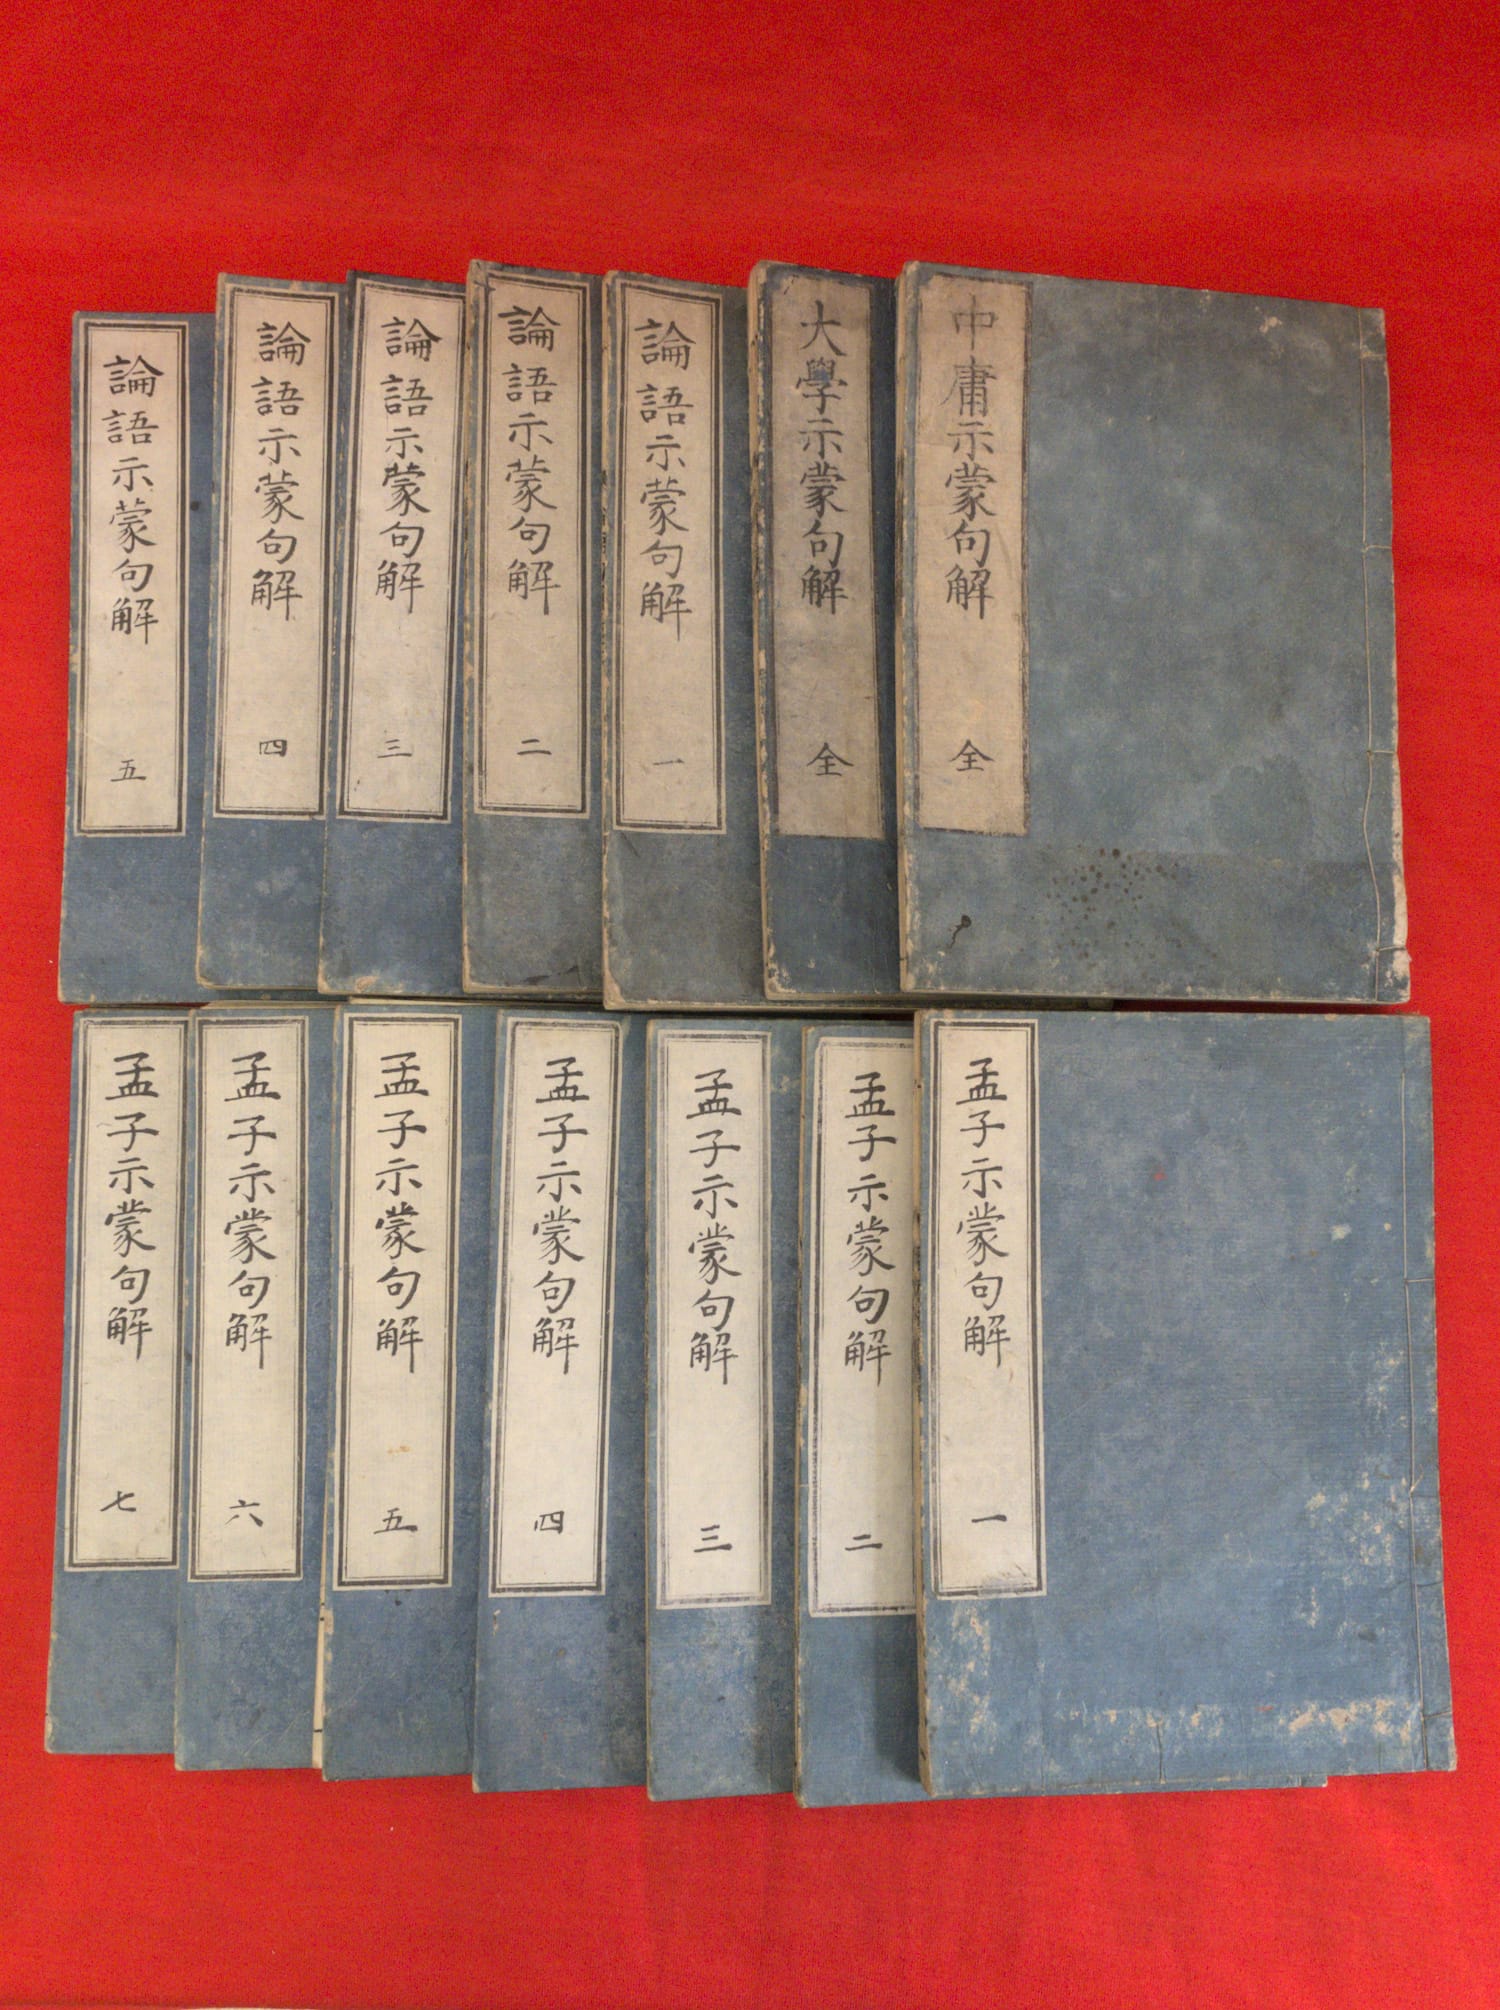 中庸示蒙句解 全
大學示蒙句解 全
論語示蒙句解 一
論語示蒙句解 二
論語示蒙句解 三
論語示蒙句解 四
論語示蒙句解 五
孟子示蒙句解 一
孟子示蒙句解 二
孟子示蒙句解 三
孟子示蒙句解 四
孟子示蒙句解 五
孟子示蒙句解 六
孟子示蒙句解 七